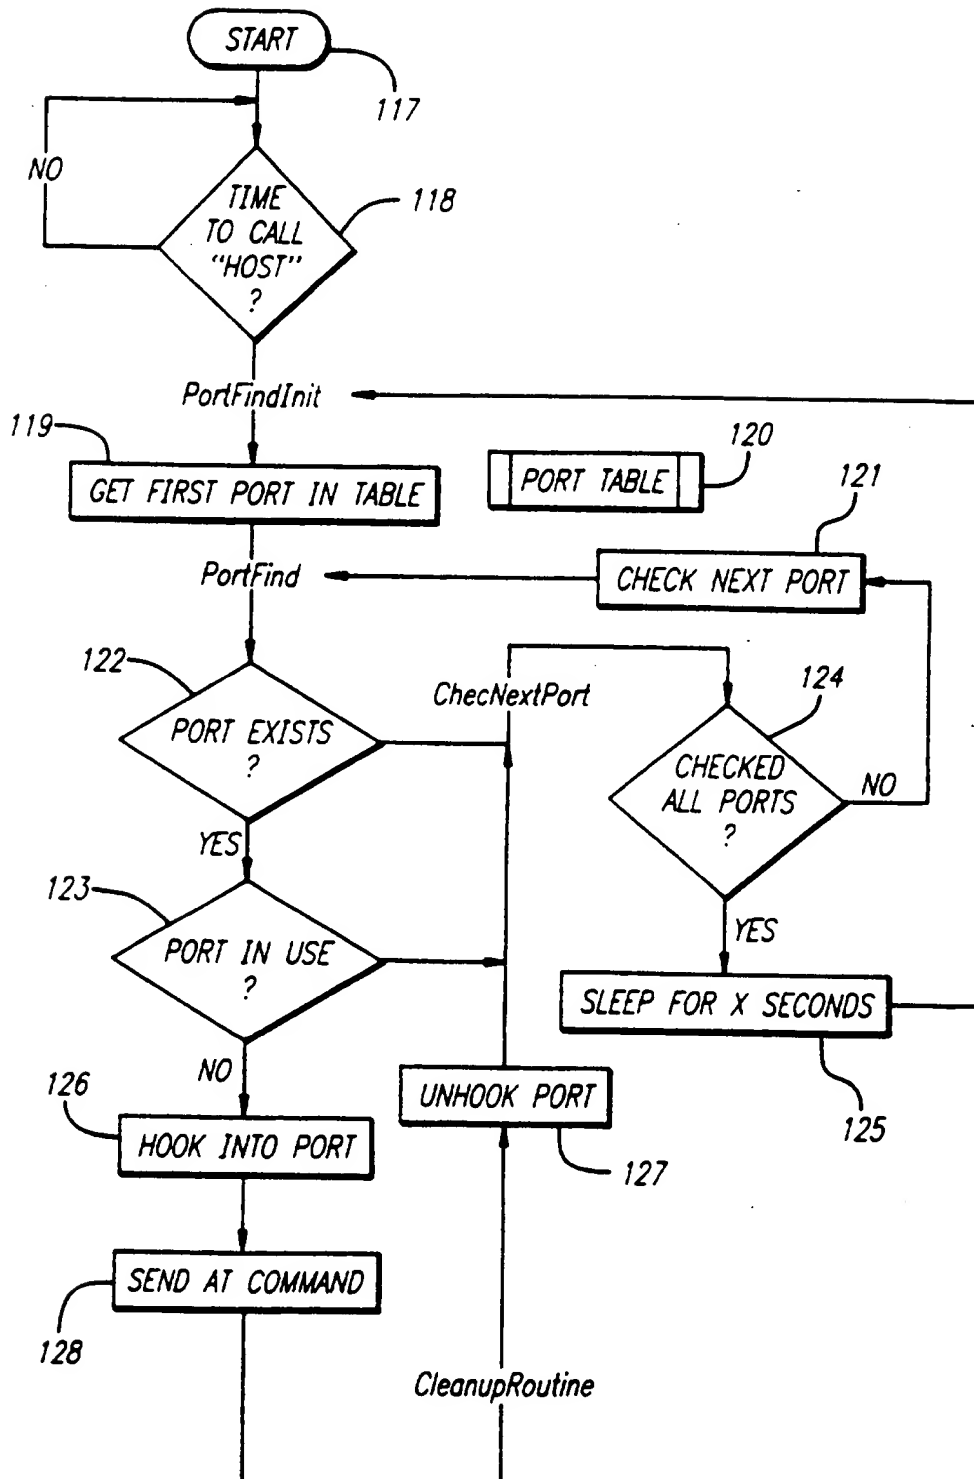 START
117
NO
TIME
TO CALL
"HOST"
?
118
PortFindInit
119
GET FIRST PORT IN TABLE
120
PORT TABLE
121
CHECK NEXT PORT
PortFind
122
PORT EXISTS
?
ChecNextPort
124
CHECKED
ALL PORTS
?
NO
YES
123
PORT IN USE
?
YES
SLEEP FOR X SECONDS
125
NO
126
HOOK INTO PORT
UNHOOK PORT
127
SEND AT COMMAND
128
CleanupRoutine